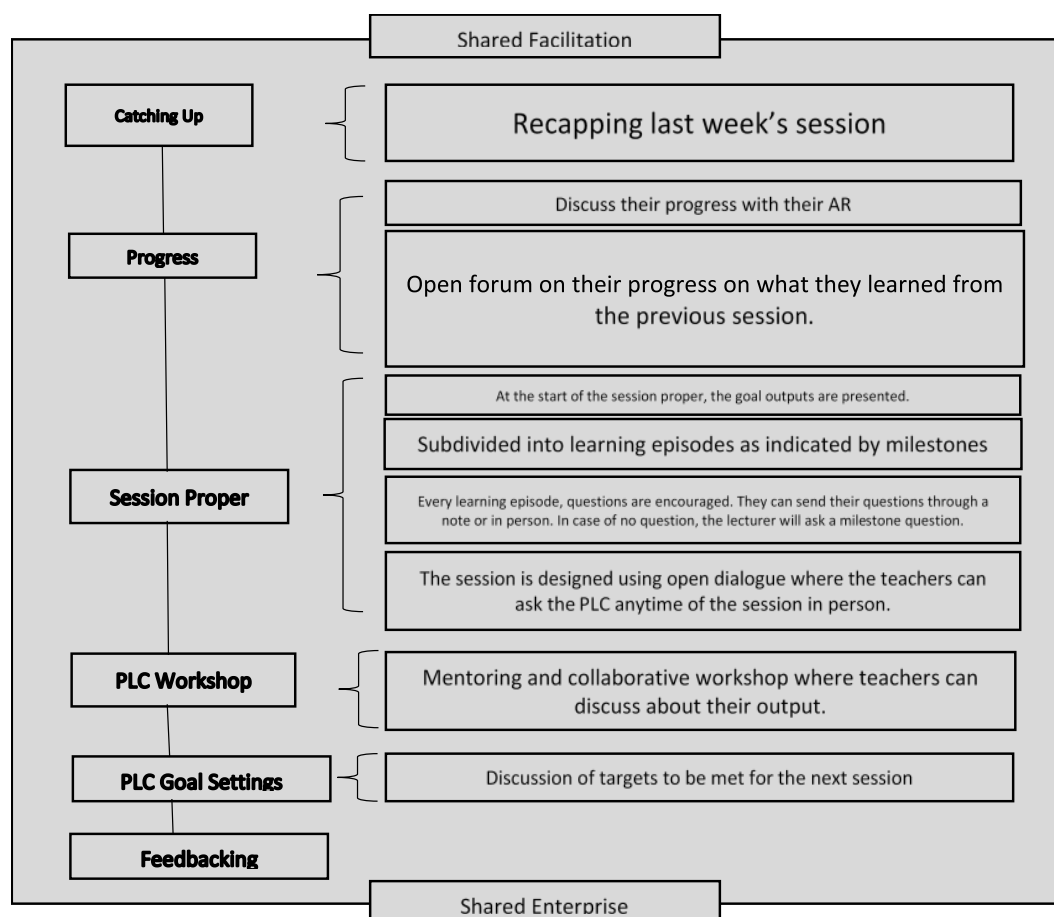 Shared Facilitation
Catching Up
Recapping last week's session
Progress
Discuss their progress with their AR
Open forum on their progress on what they learned from
the previous session.
Session Proper
At the start of the session proper, the goal outputs are presented.
Subdivided into learning episodes as indicated by milestones
Every learning episode, questions are encouraged. They can send their questions through a
note or in person. In case of no question, the lecturer will ask a milestone question.
The session is designed using open dialogue where the teachers can
ask the PLC anytime of the session in person.
PLC Workshop
Mentoring and collaborative workshop where teachers can
discuss about their output.
PLC Goal Settings
Discussion of targets to be met for the next session
Feedbacking
Shared Enterprise